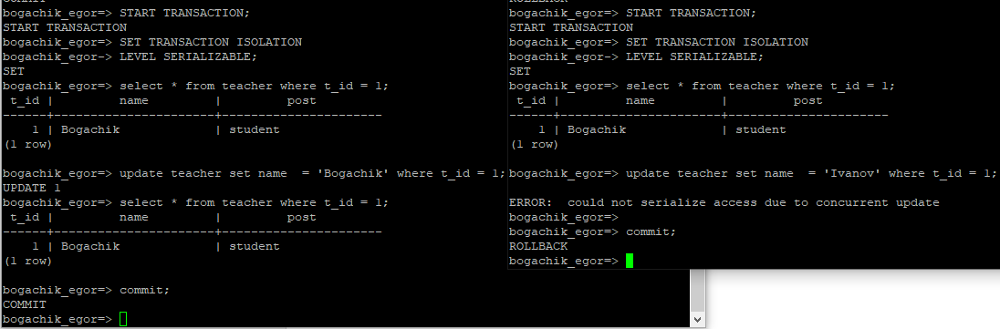 COMMIT
bogachik_egor=> START TRANSACTION;
START TRANSACTION
bogachik_egor=> SET TRANSACTION ISOLATION
bogachik_egor-> LEVEL SERIALIZABLE;
SET
bogachik_egor=> select * from teacher where t_id = 1;
 t_id |         name         |         post
------+----------------------+----------------------
    1 | Bogachik             | student
(1 row)
bogachik_egor=> update teacher set name  = 'Bogachik' where t_id = 1;
UPDATE 1
bogachik_egor=> select * from teacher where t_id = 1;
 t_id |         name         |         post
------+----------------------+----------------------
    1 | Bogachik             | student
(1 row)
bogachik_egor=> commit;
COMMIT
bogachik_egor=>
ROLLBACK
bogachik_egor=> START TRANSACTION;
START TRANSACTION
bogachik_egor=> SET TRANSACTION ISOLATION
bogachik_egor-> LEVEL SERIALIZABLE;
SET
bogachik_egor=> select * from teacher where t_id = 1;
 t_id |         name         |         post
------+----------------------+----------------------
    1 | Bogachik             | student
(1 row)
bogachik_egor=> update teacher set name  = 'Ivanov' where t_id = 1;
ERROR:  could not serialize access due to concurrent update
bogachik_egor=>
bogachik_egor=> commit;
ROLLBACK
bogachik_egor=>